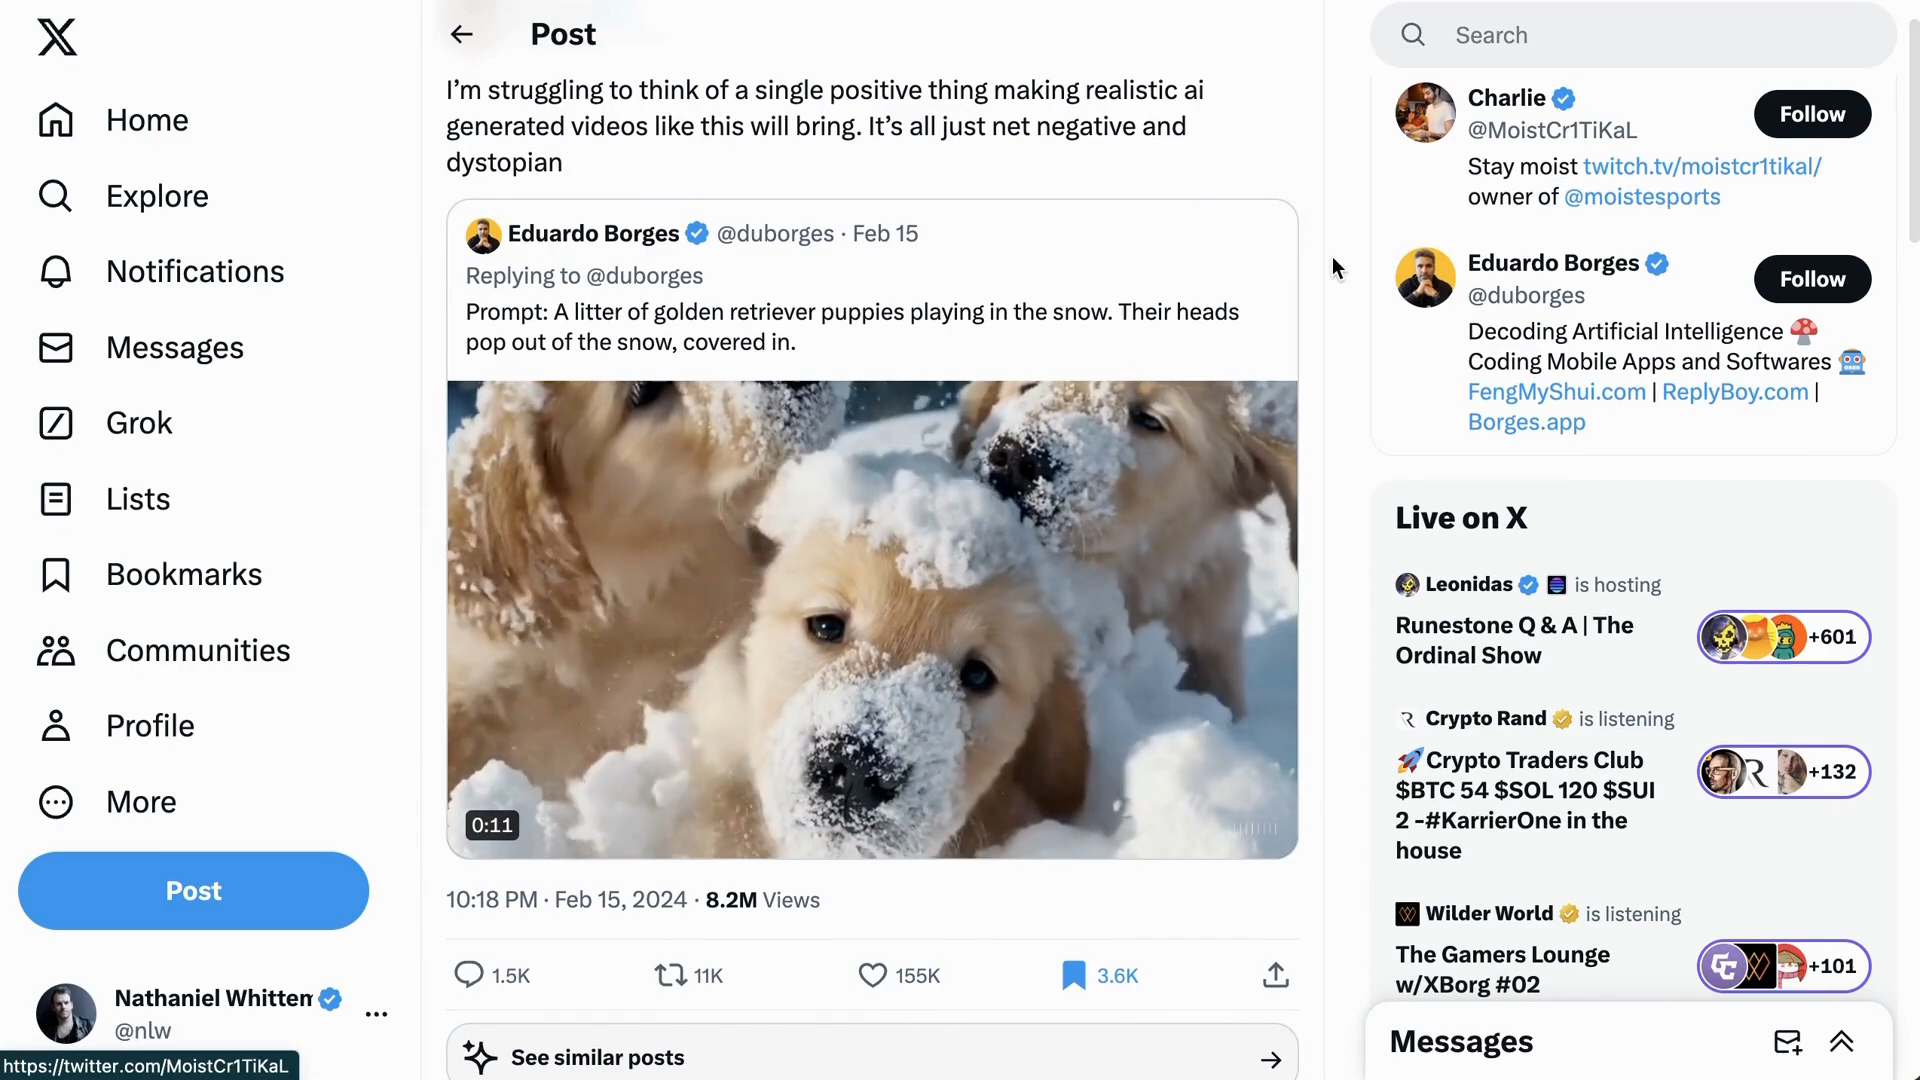 Home
Explore
Notifications
Messages
Grok
Lists
Bookmarks
Communities
Profile
More
Post
Nathaniel Whittem
@nlw
https://twitter.com/MoistCr1TiKaL
Post
I’m struggling to think of a single positive thing making realistic ai
generated videos like this will bring. It’s all just net negative and
dystopian
Eduardo Borges @duborges · Feb 15
Replying to @duborges
Prompt: A litter of golden retriever puppies playing in the snow. Their heads
pop out of the snow, covered in.
0:11
10:18 PM · Feb 15, 2024 · 8.2M Views
1.5K 11K 155K 3.6K
See similar posts
Search
Charlie
@MoistCr1TiKaL
Follow
Stay moist twitch.tv/moistcr1tikal/
owner of @moistesports
Eduardo Borges
@duborges
Follow
Decoding Artificial Intelligence
Coding Mobile Apps and Softwares
FengMyShui.com | ReplyBoy.com |
Borges.app
Live on X
Leonidas is hosting
Runestone Q & A | The
Ordinal Show
+601
Crypto Rand is listening
🚀Crypto Traders Club
$BTC 54 $SOL 120 $SUI
2 -#KarrierOne in the
house
+132
Wilder World is listening
The Gamers Lounge
w/XBorg #02
+101
Messages